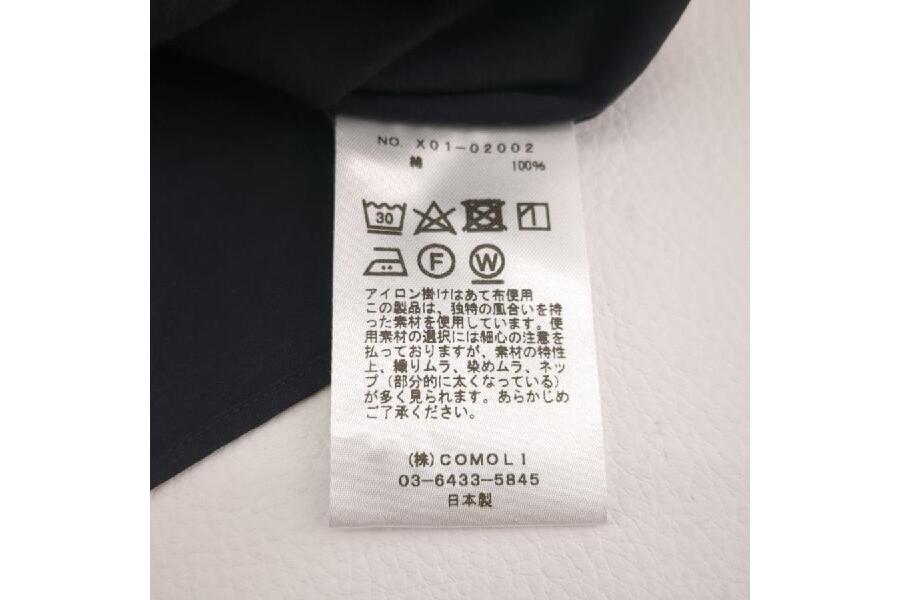 NO. X01-02002
綿 100%
30
F W
アイロン掛けはあて布使用
この製品は、独特の風合いを持
った素材を使用しています。使
用素材の選択には細心の注意を
払っておりますが、素材の特性
上、織りムラ、染めムラ、ネッ
プ（部分的に太くなっている）
が多く見られます。あらかじめ
ご了承ください。
(株)COMOLI
03-6433-5845
日本製